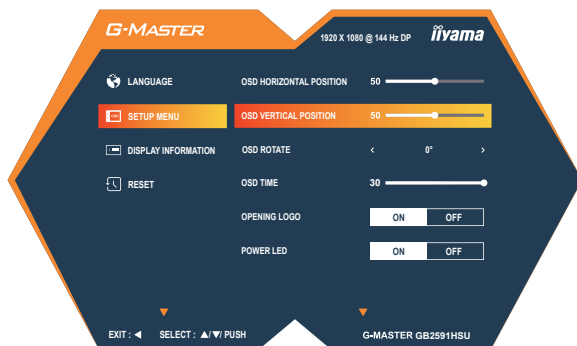 G-MASTER
1920 X 1080 @ 144 Hz DP
iiyama
LANGUAGE
OSD HORIZONTAL POSITION 50
SETUP MENU
OSD VERTICAL POSITION 50
DISPLAY INFORMATION
OSD ROTATE ‹ 0° ›
RESET
OSD TIME 30
OPENING LOGO ON OFF
POWER LED ON OFF
EXIT : ◀ SELECT : ▲/▼/ PUSH
G-MASTER GB2591HSU